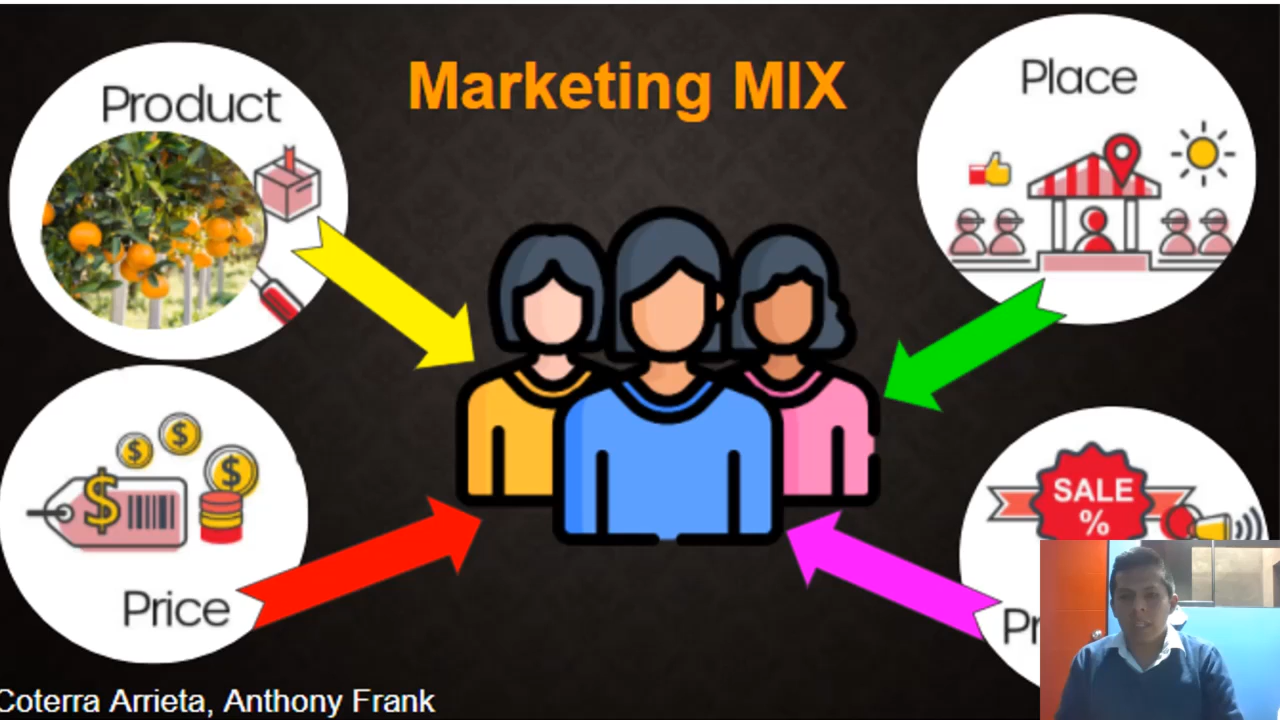 Marketing MIX
Product
Place
Price
SALE
%
Coterra Arrieta, Anthony Frank